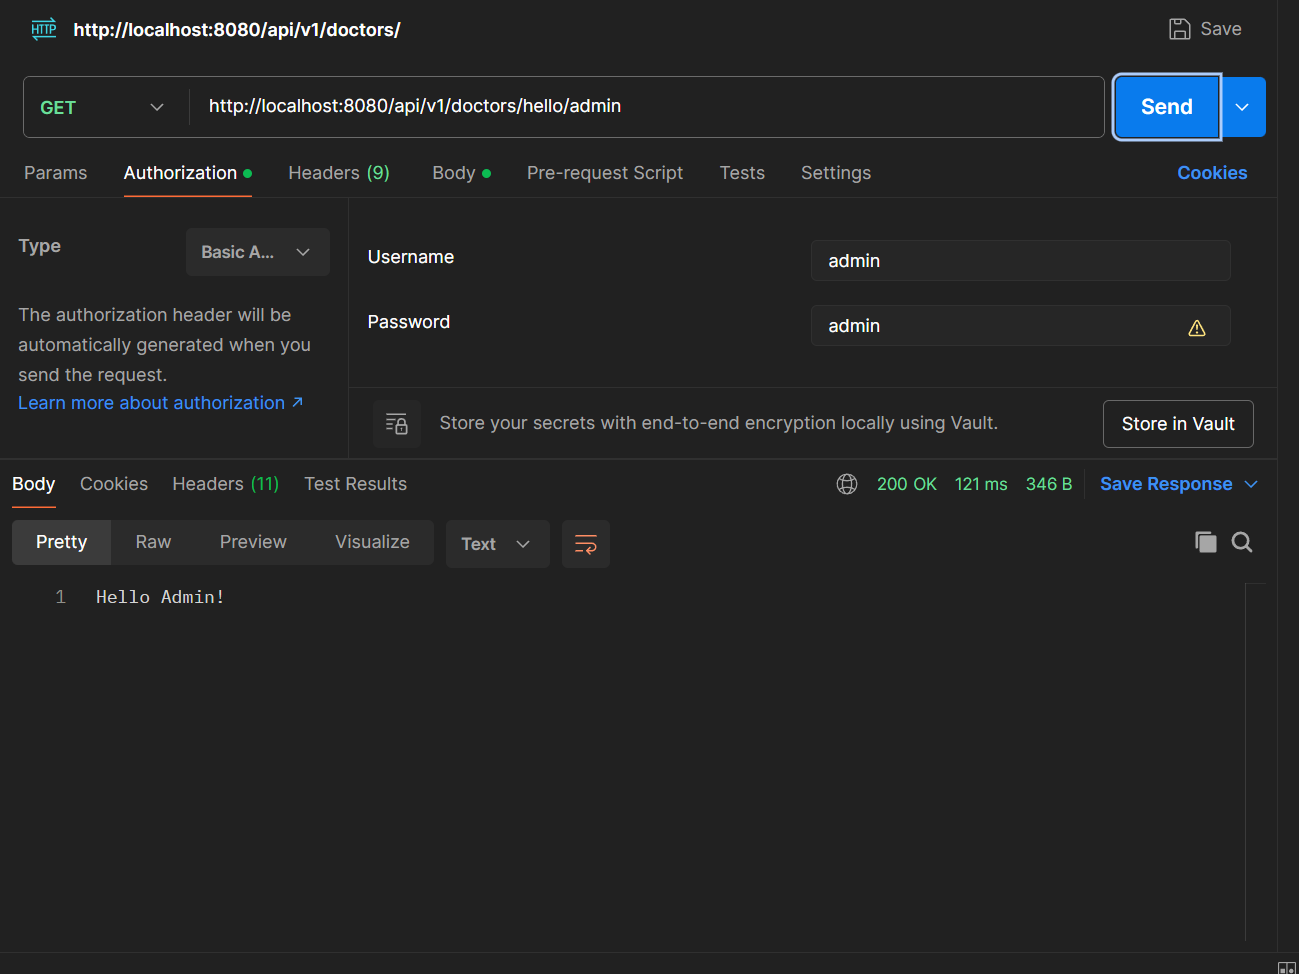 HTTP http://localhost:8080/api/v1/doctors/ Save
GET http://localhost:8080/api/v1/doctors/hello/admin Send
Params Authorization Headers (9) Body Pre-request Script Tests Settings Cookies
Type Basic A...
The authorization header will be
automatically generated when you
send the request.
Learn more about authorization ↗
Username admin
Password admin
Store your secrets with end-to-end encryption locally using Vault. Store in Vault
Body Cookies Headers (11) Test Results 200 OK 121 ms 346 B Save Response
Pretty Raw Preview Visualize Text
1 Hello Admin!